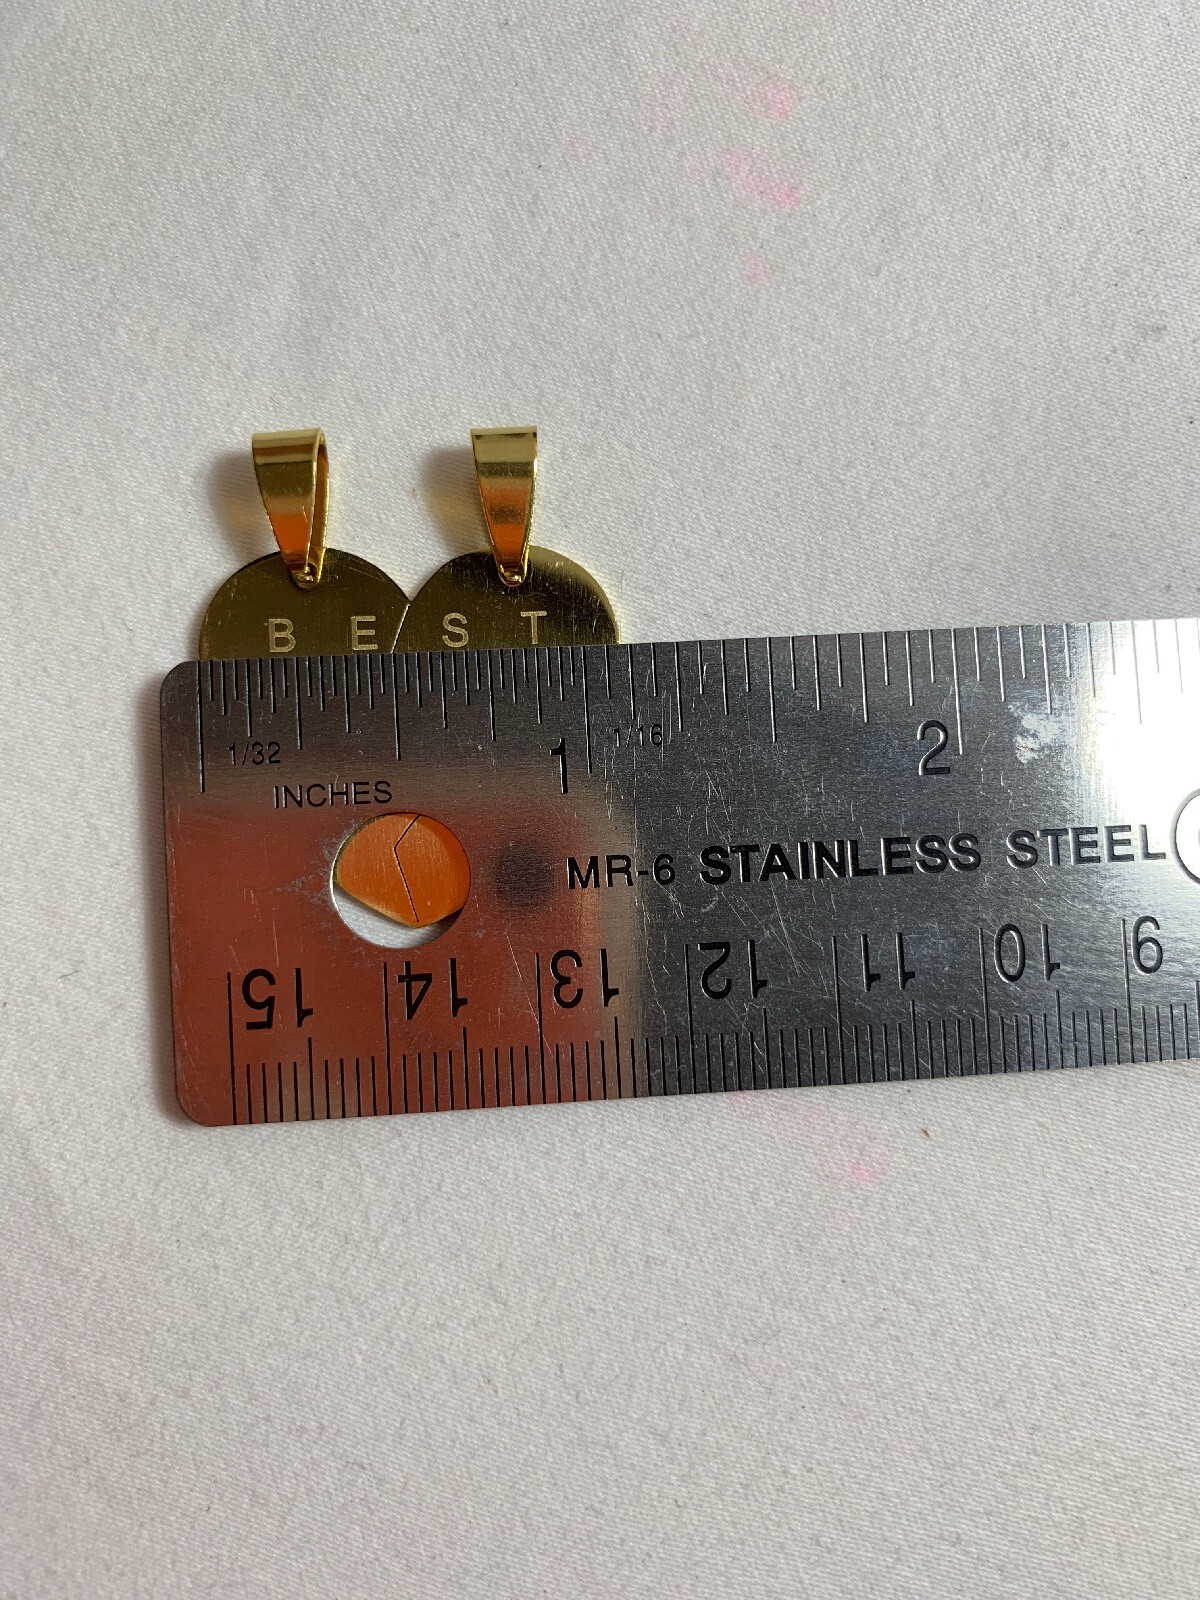 B E S T
1/32 1 1/16 2
INCHES
MR-6 STAINLESS STEEL
15 14 13 12 11 10 9